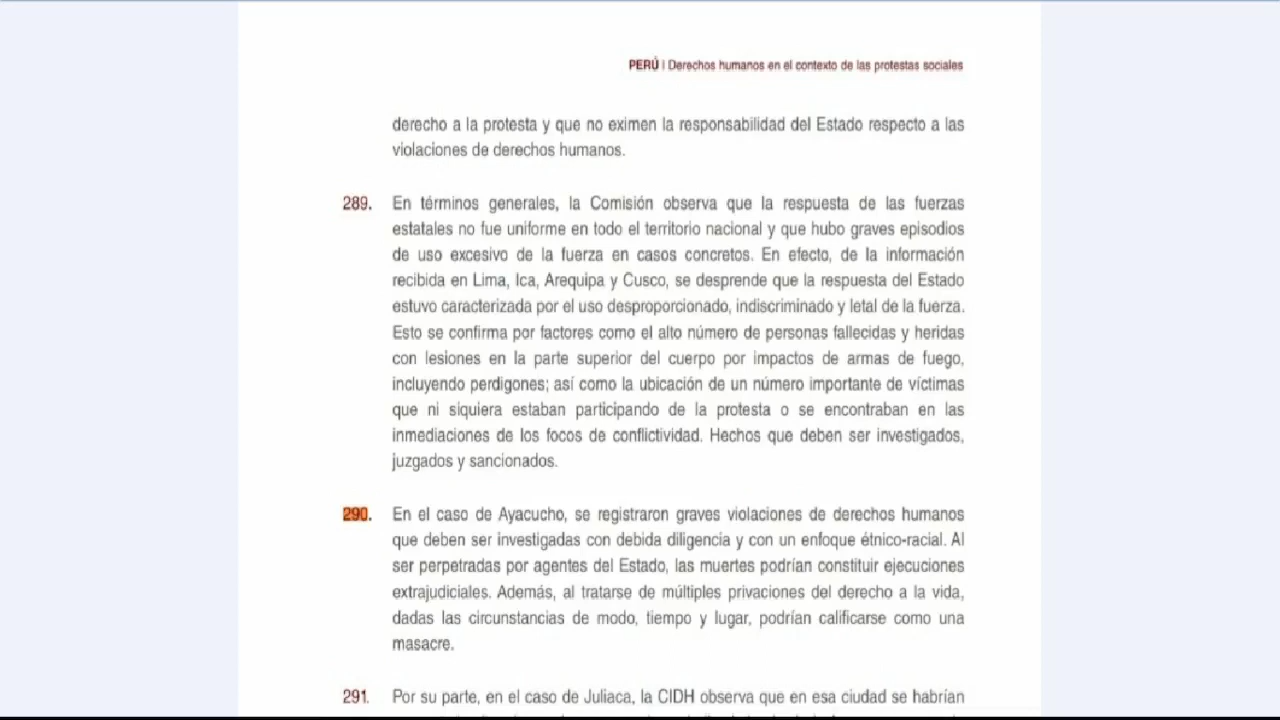 PERÚ | Derechos humanos en el contexto de las protestas sociales
derecho a la protesta y que no eximen la responsabilidad del Estado respecto a las
violaciones de derechos humanos.
289. En términos generales, la Comisión observa que la respuesta de las fuerzas
estatales no fue uniforme en todo el territorio nacional y que hubo graves episodios
de uso excesivo de la fuerza en casos concretos. En efecto, de la información
recibida en Lima, Ica, Arequipa y Cusco, se desprende que la respuesta del Estado
estuvo caracterizada por el uso desproporcionado, indiscriminado y letal de la fuerza.
Esto se confirma por factores como el alto número de personas fallecidas y heridas
con lesiones en la parte superior del cuerpo por impactos de armas de fuego,
incluyendo perdigones; así como la ubicación de un número importante de víctimas
que ni siquiera estaban participando de la protesta o se encontraban en las
inmediaciones de los focos de conflictividad. Hechos que deben ser investigados,
juzgados y sancionados.
290. En el caso de Ayacucho, se registraron graves violaciones de derechos humanos
que deben ser investigadas con debida diligencia y con un enfoque étnico-racial. Al
ser perpetradas por agentes del Estado, las muertes podrían constituir ejecuciones
extrajudiciales. Además, al tratarse de múltiples privaciones del derecho a la vida,
dadas las circunstancias de modo, tiempo y lugar, podrían calificarse como una
masacre.
291. Por su parte, en el caso de Juliaca, la CIDH observa que en esa ciudad se habrían